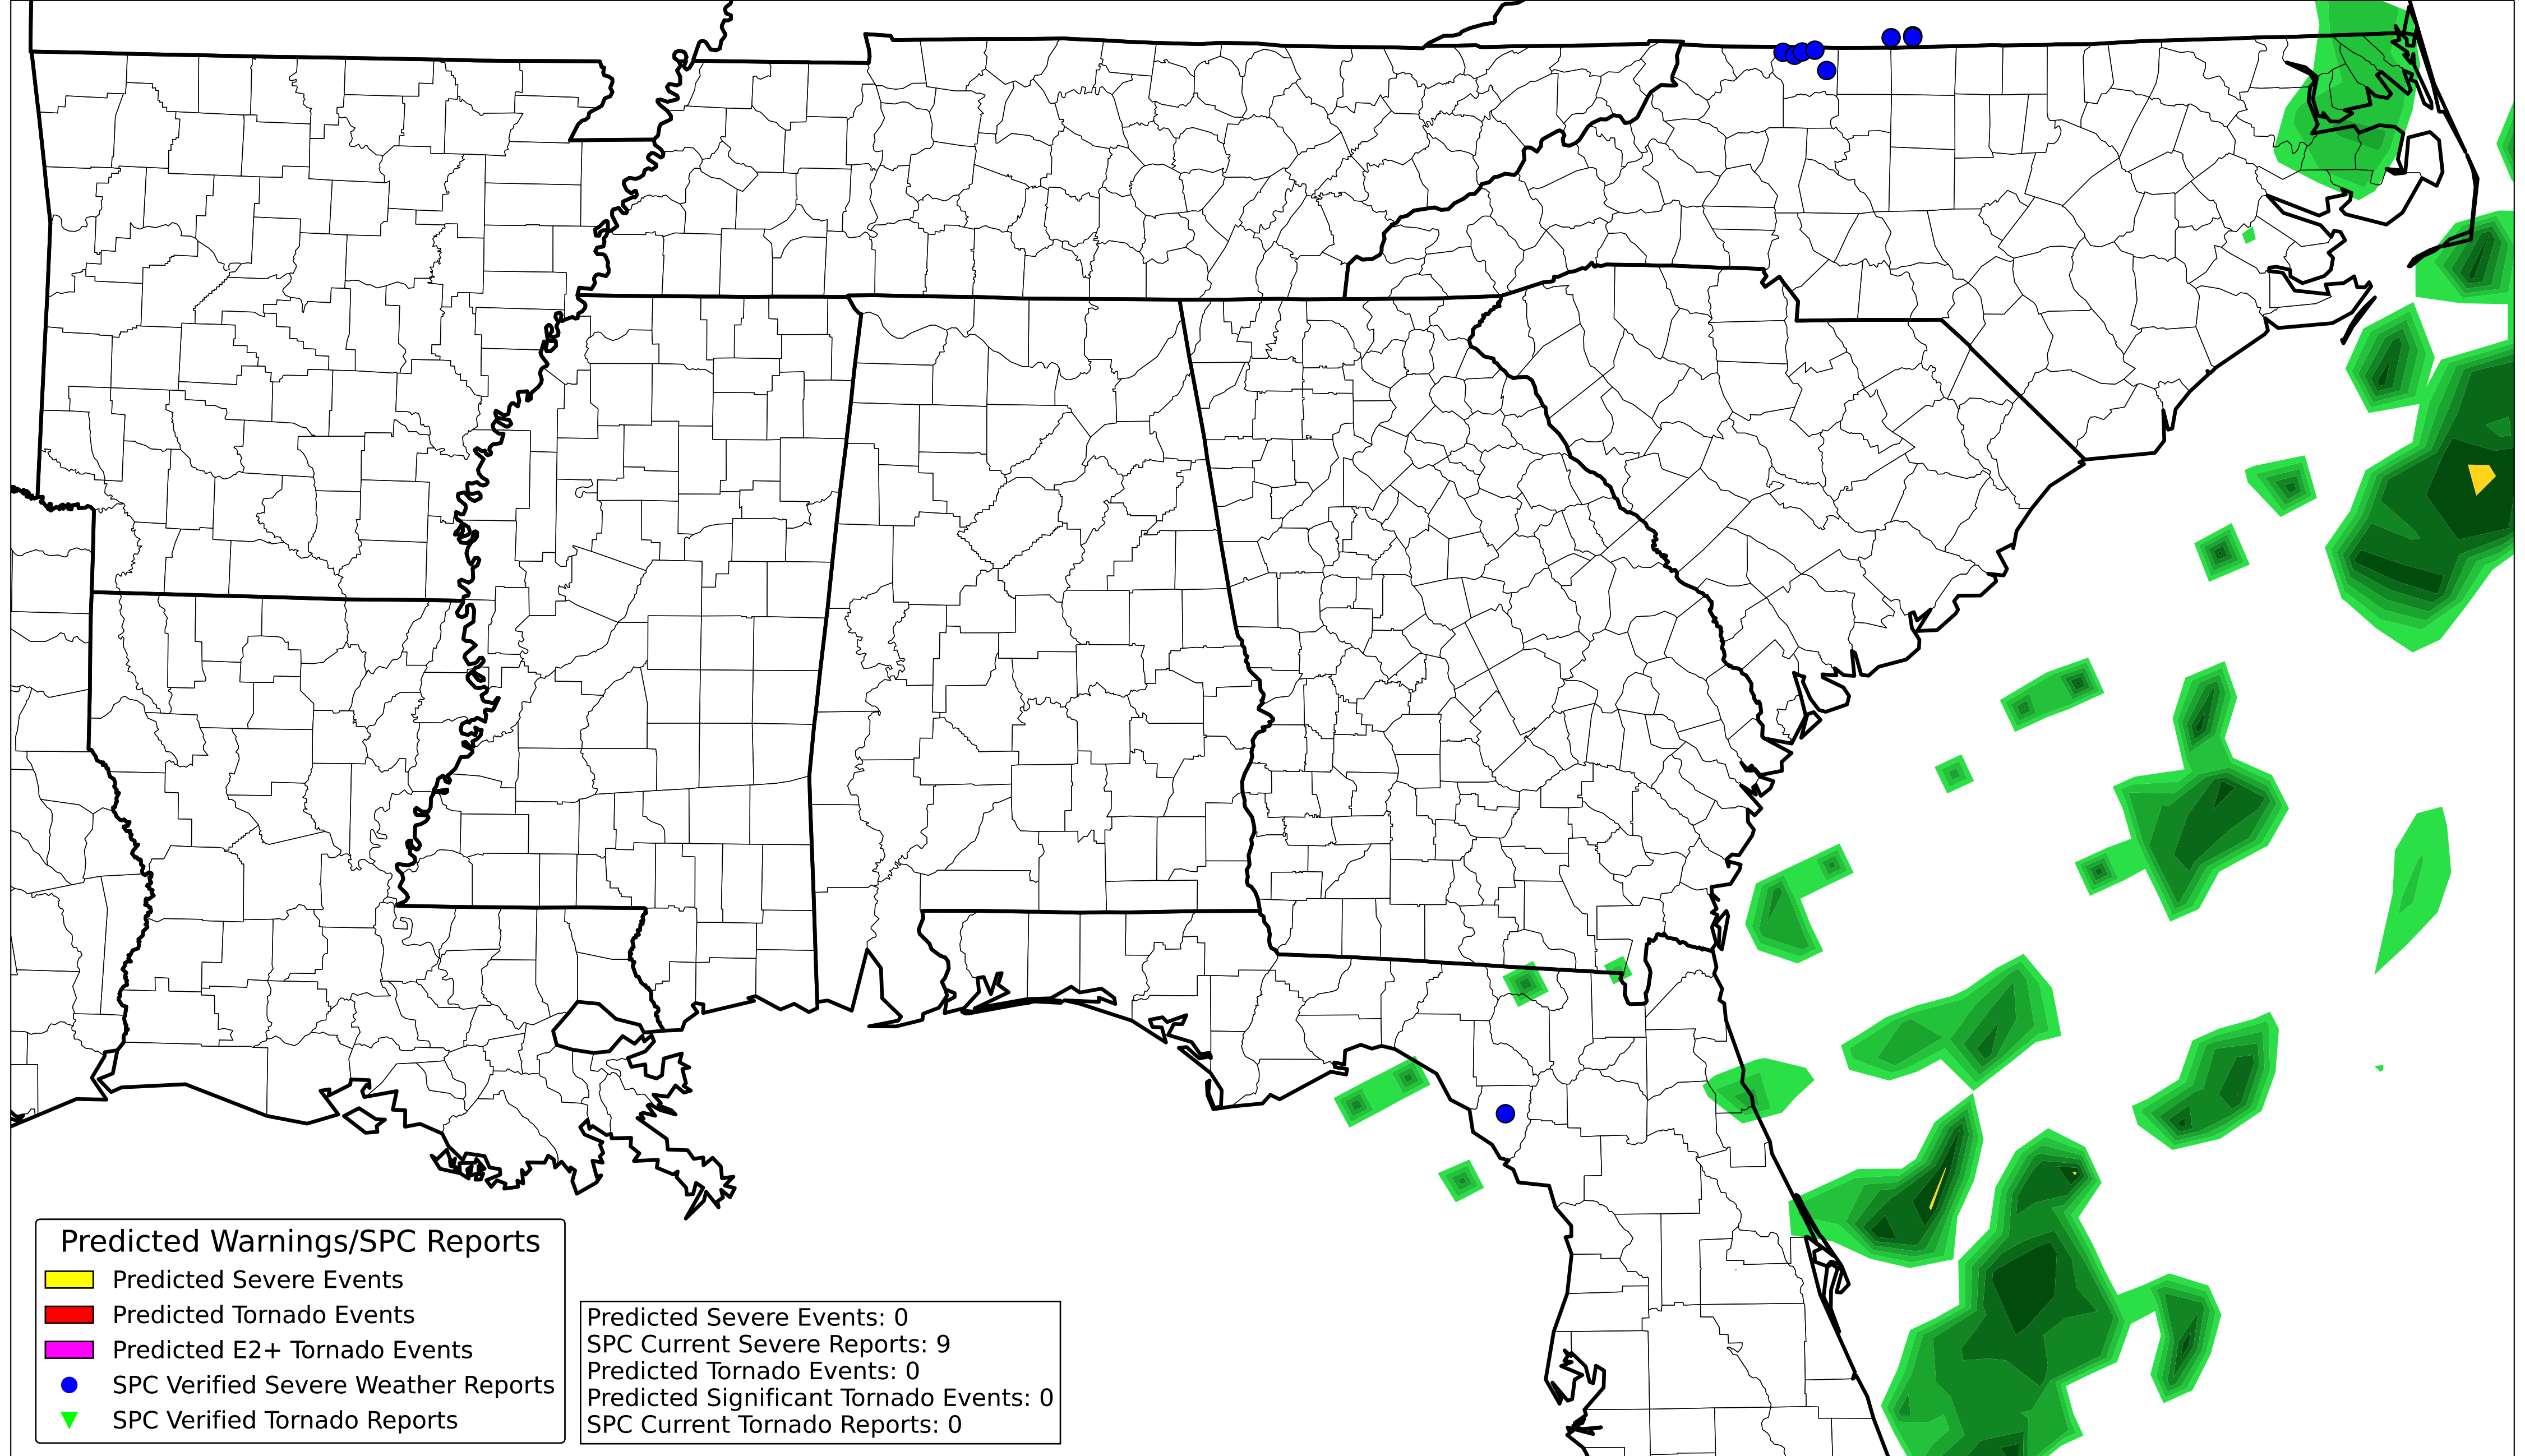 Predicted Warnings/SPC Reports
Predicted Severe Events
Predicted Tornado Events
Predicted E2+ Tornado Events
SPC Verified Severe Weather Reports
SPC Verified Tornado Reports
Predicted Severe Events: 0
SPC Current Severe Reports: 9
Predicted Tornado Events: 0
Predicted Significant Tornado Events: 0
SPC Current Tornado Reports: 0